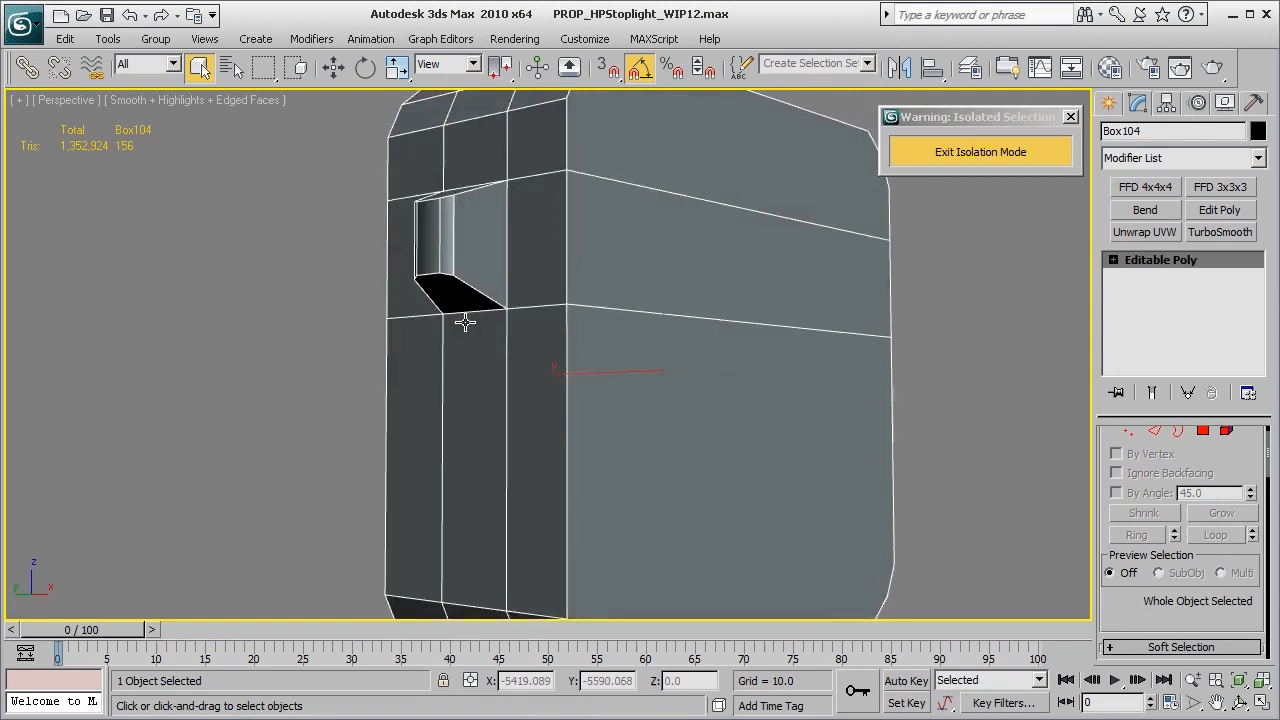 Autodesk 3ds Max 2010 x64 PROP_HPStoplight_WIP12.max
Type a keyword or phrase
Edit Tools Group Views Create Modifiers Animation Graph Editors Rendering Customize MAXScript Help
All View 3 Create Selection Se
[ + ] [ Perspective ] [ Smooth + Highlights + Edged Faces ]
Total Box104
Tris: 1,352,924 156
Warning: Isolated Selection
Exit Isolation Mode
Box104
Modifier List
FFD 4x4x4 FFD 3x3x3
Bend Edit Poly
Unwrap UVW TurboSmooth
Editable Poly
By Vertex
Ignore Backfacing
By Angle: 45.0
Shrink Grow
Ring Loop
Preview Selection
Off SubObj Multi
Whole Object Selected
+ Soft Selection
y
z
y x
< 0 / 100 >
0 5 10 15 20 25 30 35 40 45 50 55 60 65 70 75 80 85 90 95 100
1 Object Selected X: -5419.089 Y: -5590.068 Z: 0.0 Grid = 10.0 Auto Key Selected
Welcome to M Click or click-and-drag to select objects Add Time Tag Set Key Key Filters... 0